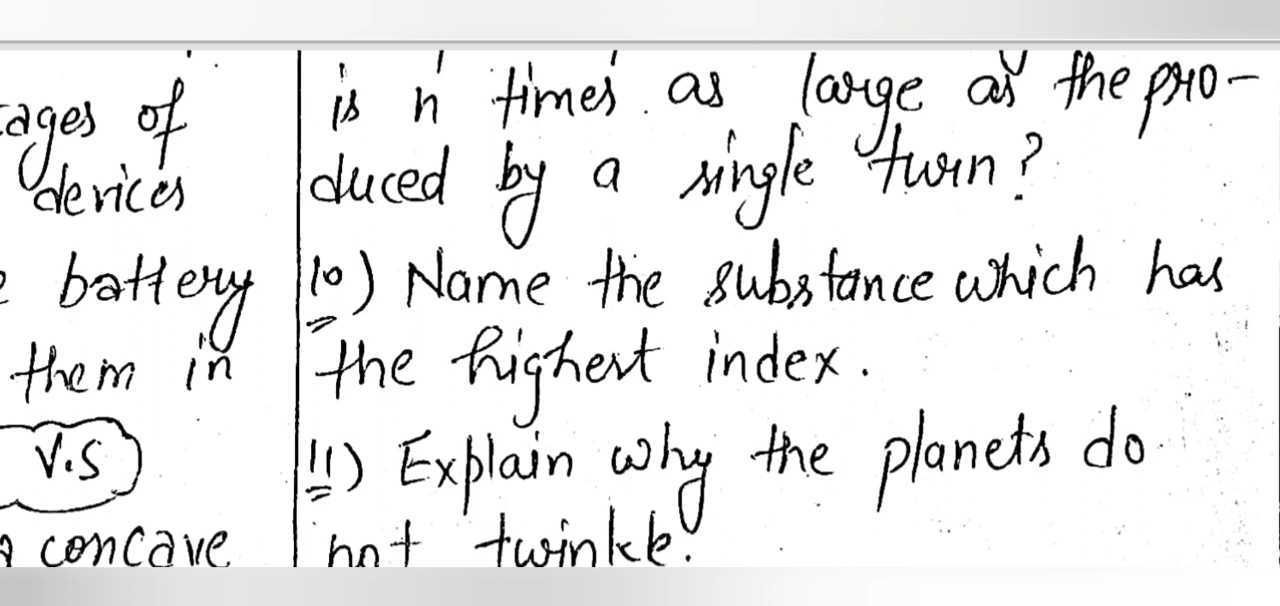 ages of
devices
battery
them in
V.S
concave
is n times as large as the pro-
duced by a single turn?
10) Name the substance which has
the highest index.
11) Explain why the planets do
not twinkle?